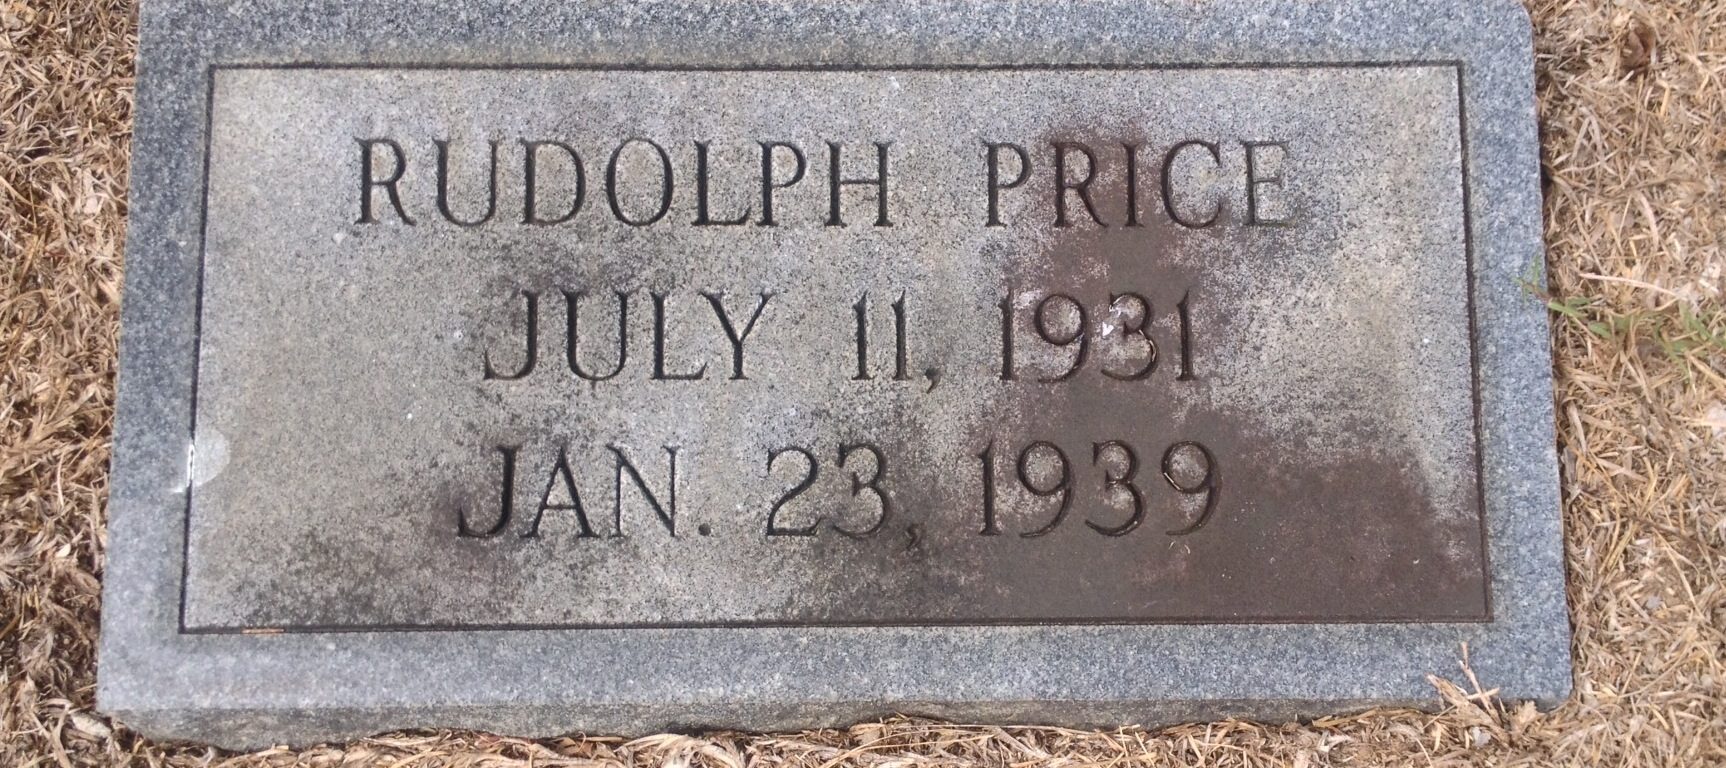 RUDOLPH PRICE
JULY 11, 1931
JAN. 23, 1939